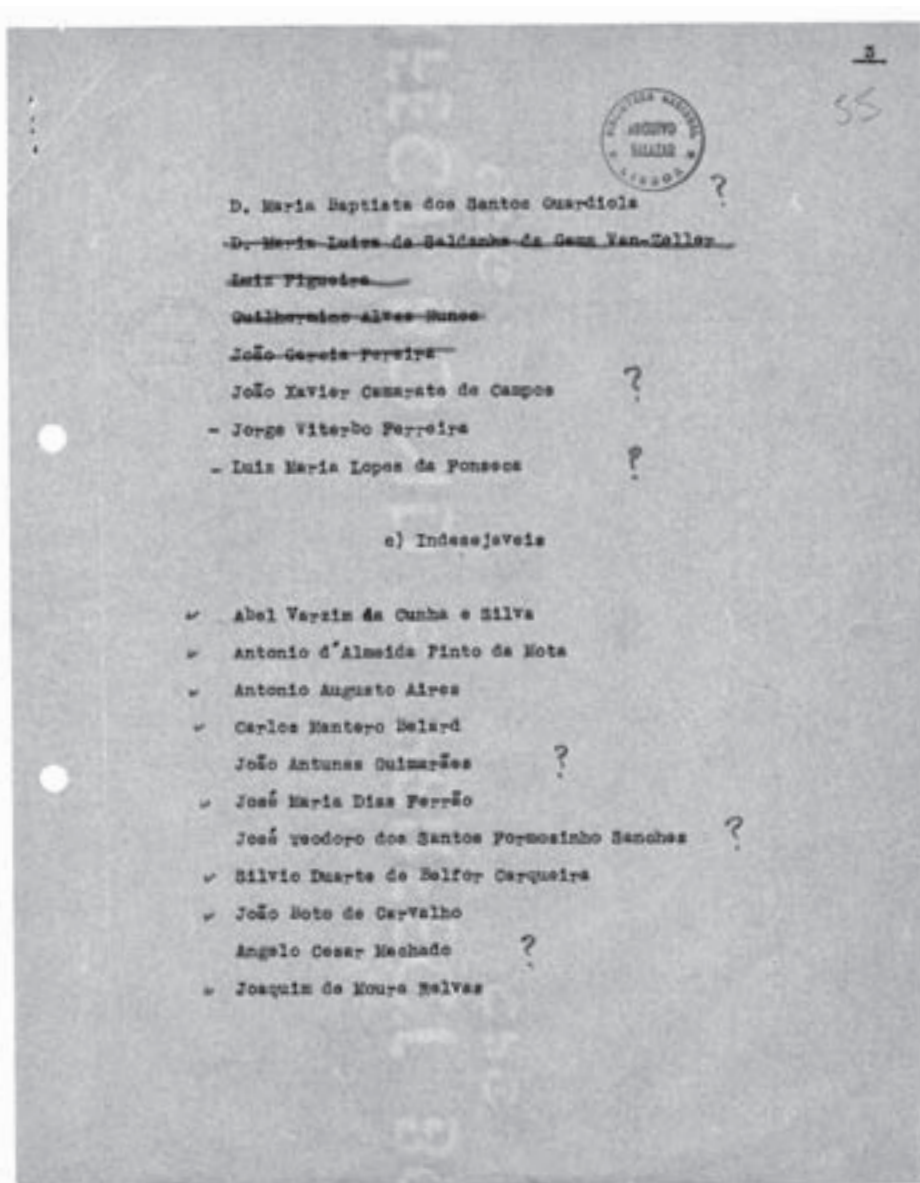 3
55
BIBLIOTECA NACIONAL
LISBOA
D. Maria Baptista dos Santos Guardiola ?
D. Maria Luiza de Saldanha da Gama Van-Zeller
Luiz Figueira
Guilhermino Alves Nunes
João Garcia Pereira
João Xavier Camarate de Campos ?
- Jorge Viterbo Ferreira
- Luiz Maria Lopes da Fonseca ?
c) Indesejaveis
Abel Varzim da Cunha e Silva
Antonio d'Almeida Pinto da Mota
Antonio Augusto Aires
Carlos Mantero Belard
João Antunes Guimarães ?
José Maria Dias Ferrão
José Teodoro dos Santos Formosinho Sanches ?
Silvio Duarte de Belfor Cerqueira
João Boto de Carvalho
Angelo Cesar Machado ?
Joaquim de Moura Relvas